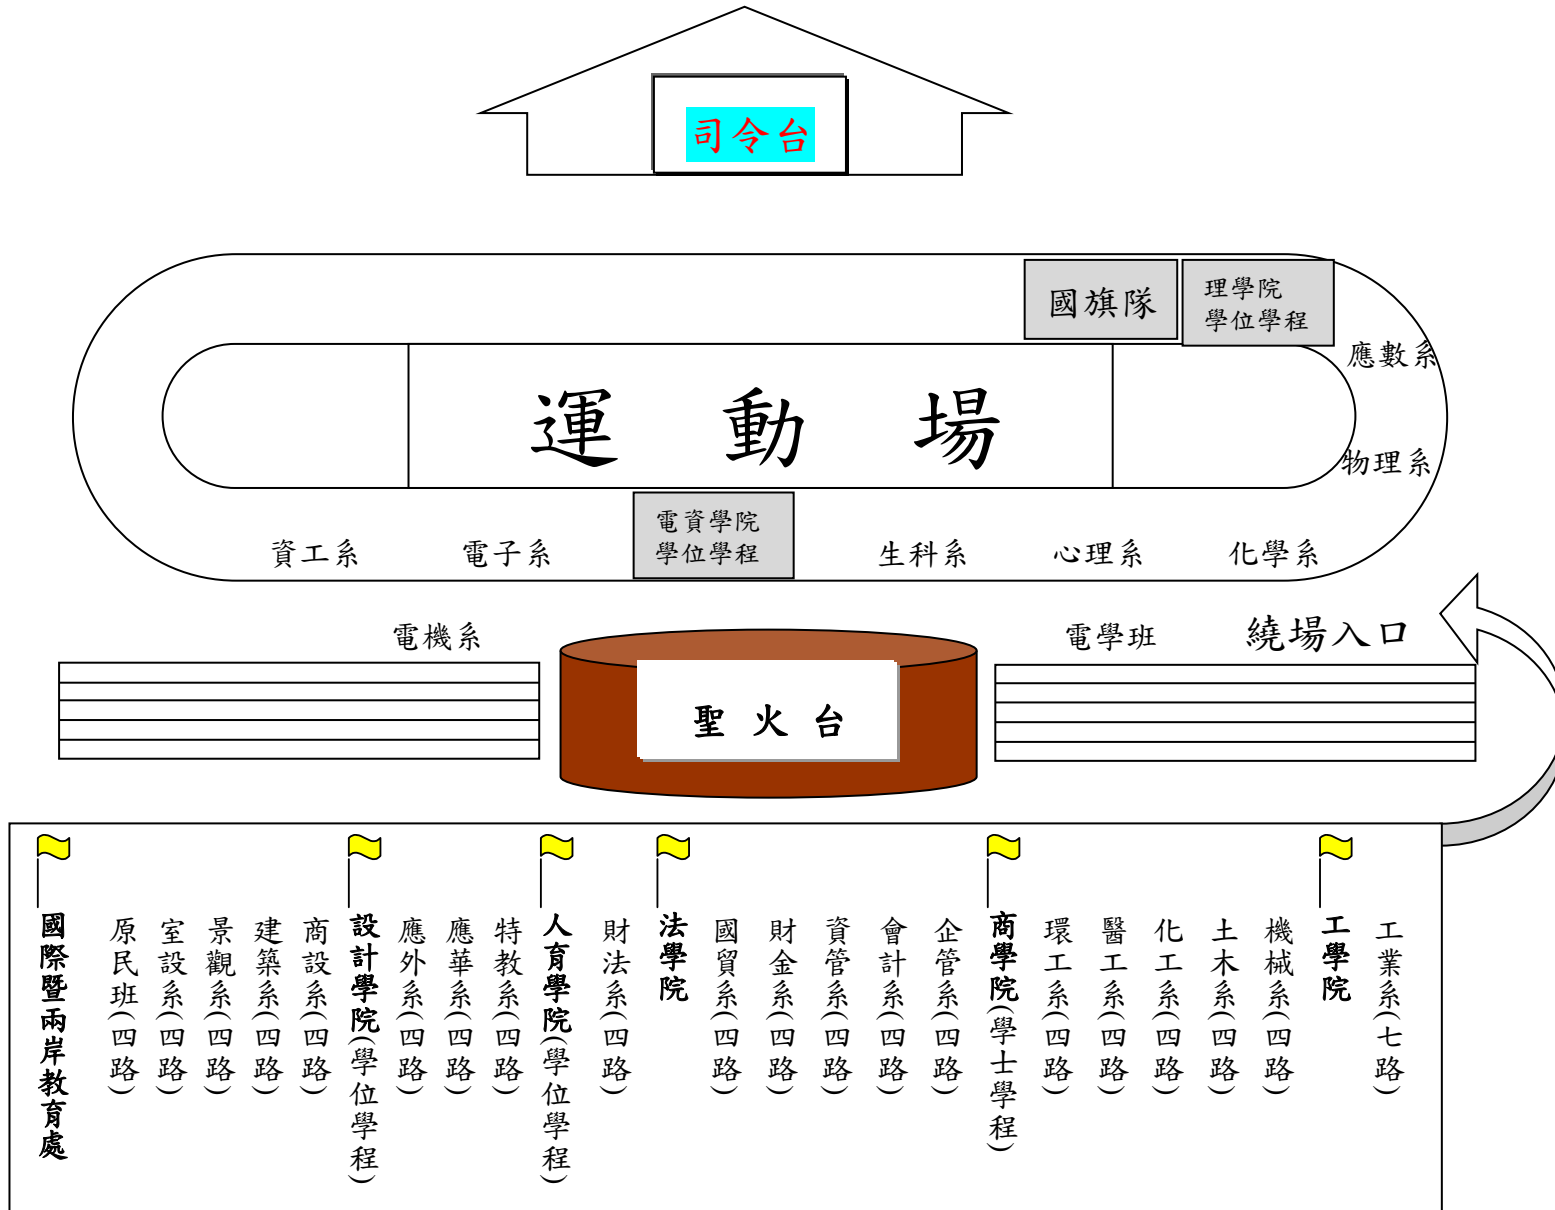 司令台
國旗隊
理學院
學位學程
應數系
運動場
物理系
電資學院
學位學程
資工系
電子系
生科系
心理系
化學系
電機系
電學班
繞場入口
聖火台
國際暨兩岸教育處
原民班(四路)
室設系(四路)
景觀系(四路)
建築系(四路)
商設系(四路)
設計學院(學位學程)
應外系(四路)
應華系(四路)
特教系(四路)
人育學院(學位學程)
財法系(四路)
法學院
國貿系(四路)
財金系(四路)
資管系(四路)
會計系(四路)
企管系(四路)
商學院(學士學程)
環工系(四路)
醫工系(四路)
化工系(四路)
土木系(四路)
機械系(四路)
工學院
工業系(七路)